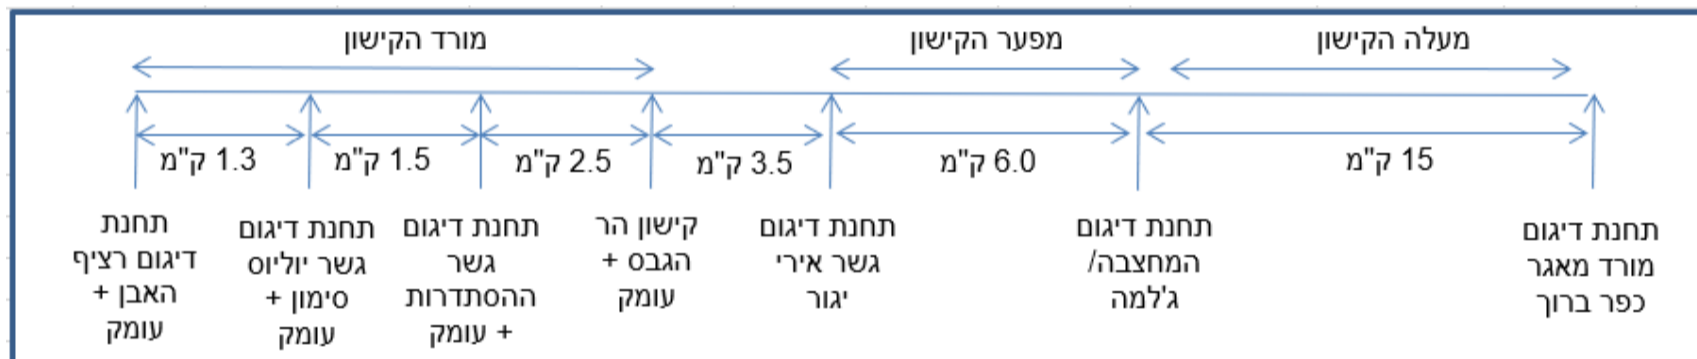 מעלה הקישון
מפער הקישון
מורד הקישון
15 ק"מ
6.0 ק"מ
3.5 ק"מ
2.5 ק"מ
1.5 ק"מ
1.3 ק"מ
תחנת דיגום
מורד מאגר
כפר ברוך
תחנת דיגום
המחצבה/
ג'למה
תחנת דיגום
גשר אירי
יגור
קישון הר
הגבס +
עומק
תחנת דיגום
גשר
ההסתדרות
+ עומק
תחנת דיגום
גשר יוליוס
סימון +
עומק
תחנת
דיגום רציף
האבן +
עומק